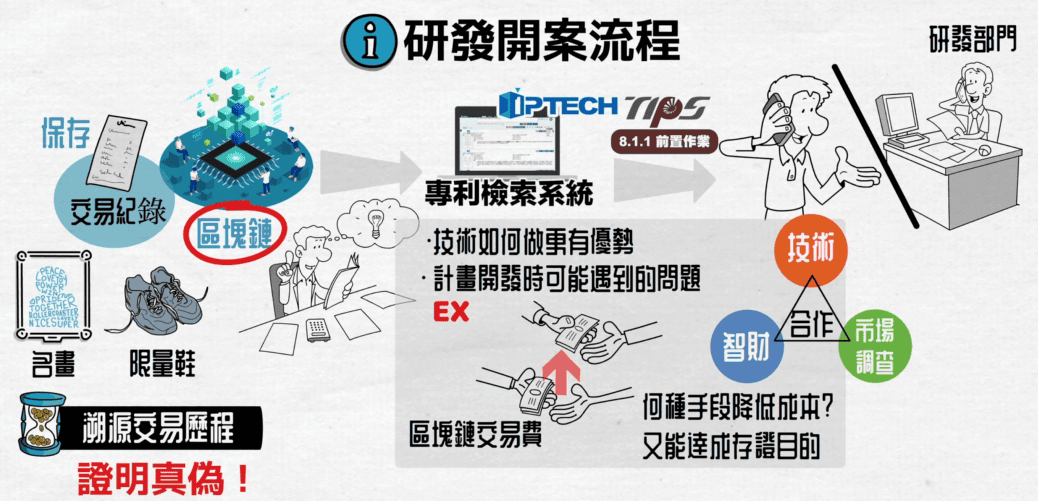 研發開案流程
研發部門
保存
交易紀錄
區塊鏈
IPTECH
TIPS
8.1.1 前置作業
專利檢索系統
PEACE
LOVEJOY
POWER
TOGETHER
ROLLERCOASTER
NICESUPER
名畫
限量鞋
溯源交易歷程
證明真偽！
·技術如何做更有優勢
·計畫開發時可能遇到的問題
EX
區塊鏈交易費
何種手段降低成本?
又能達成存證目的
技術
合作
智財
市場
調查